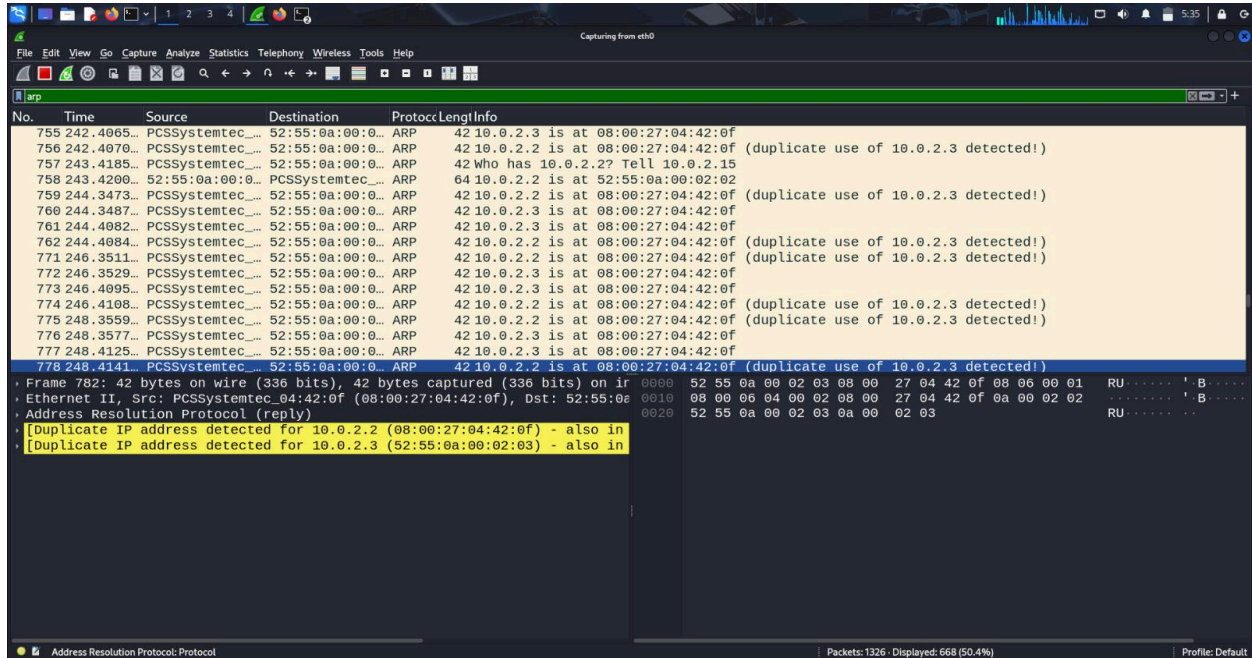 1 2 3 4 5:35
Capturing from eth0
File Edit View Go Capture Analyze Statistics Telephony Wireless Tools Help
arp
No. Time Source Destination Protocc Lengt Info
755 242.4065… PCSSystemtec_… 52:55:0a:00:0… ARP 42 10.0.2.3 is at 08:00:27:04:42:0f
756 242.4070… PCSSystemtec_… 52:55:0a:00:0… ARP 42 10.0.2.2 is at 08:00:27:04:42:0f (duplicate use of 10.0.2.3 detected!)
757 243.4185… PCSSystemtec_… 52:55:0a:00:0… ARP 42 Who has 10.0.2.2? Tell 10.0.2.15
758 243.4200… 52:55:0a:00:0… PCSSystemtec_… ARP 64 10.0.2.2 is at 52:55:0a:00:02:02
759 244.3473… PCSSystemtec_… 52:55:0a:00:0… ARP 42 10.0.2.2 is at 08:00:27:04:42:0f (duplicate use of 10.0.2.3 detected!)
760 244.3487… PCSSystemtec_… 52:55:0a:00:0… ARP 42 10.0.2.3 is at 08:00:27:04:42:0f
761 244.4082… PCSSystemtec_… 52:55:0a:00:0… ARP 42 10.0.2.3 is at 08:00:27:04:42:0f
762 244.4084… PCSSystemtec_… 52:55:0a:00:0… ARP 42 10.0.2.2 is at 08:00:27:04:42:0f (duplicate use of 10.0.2.3 detected!)
771 246.3511… PCSSystemtec_… 52:55:0a:00:0… ARP 42 10.0.2.2 is at 08:00:27:04:42:0f (duplicate use of 10.0.2.3 detected!)
772 246.3529… PCSSystemtec_… 52:55:0a:00:0… ARP 42 10.0.2.3 is at 08:00:27:04:42:0f
773 246.4095… PCSSystemtec_… 52:55:0a:00:0… ARP 42 10.0.2.3 is at 08:00:27:04:42:0f
774 246.4108… PCSSystemtec_… 52:55:0a:00:0… ARP 42 10.0.2.2 is at 08:00:27:04:42:0f (duplicate use of 10.0.2.3 detected!)
775 248.3559… PCSSystemtec_… 52:55:0a:00:0… ARP 42 10.0.2.2 is at 08:00:27:04:42:0f (duplicate use of 10.0.2.3 detected!)
776 248.3577… PCSSystemtec_… 52:55:0a:00:0… ARP 42 10.0.2.3 is at 08:00:27:04:42:0f
777 248.4125… PCSSystemtec_… 52:55:0a:00:0… ARP 42 10.0.2.3 is at 08:00:27:04:42:0f
778 248.4141… PCSSystemtec_… 52:55:0a:00:0… ARP 42 10.0.2.2 is at 08:00:27:04:42:0f (duplicate use of 10.0.2.3 detected!)
Frame 782: 42 bytes on wire (336 bits), 42 bytes captured (336 bits) on ir
Ethernet II, Src: PCSSystemtec_04:42:0f (08:00:27:04:42:0f), Dst: 52:55:0a
Address Resolution Protocol (reply)
[Duplicate IP address detected for 10.0.2.2 (08:00:27:04:42:0f) - also in
[Duplicate IP address detected for 10.0.2.3 (52:55:0a:00:02:03) - also in
0000 52 55 0a 00 02 03 08 00 27 04 42 0f 08 06 00 01 RU······ '·B·····
0010 08 00 06 04 00 02 08 00 27 04 42 0f 0a 00 02 02 ········ '·B·····
0020 52 55 0a 00 02 03 0a 00 02 03 RU······ ··
Address Resolution Protocol: Protocol
Packets: 1326 · Displayed: 668 (50.4%)
Profile: Default